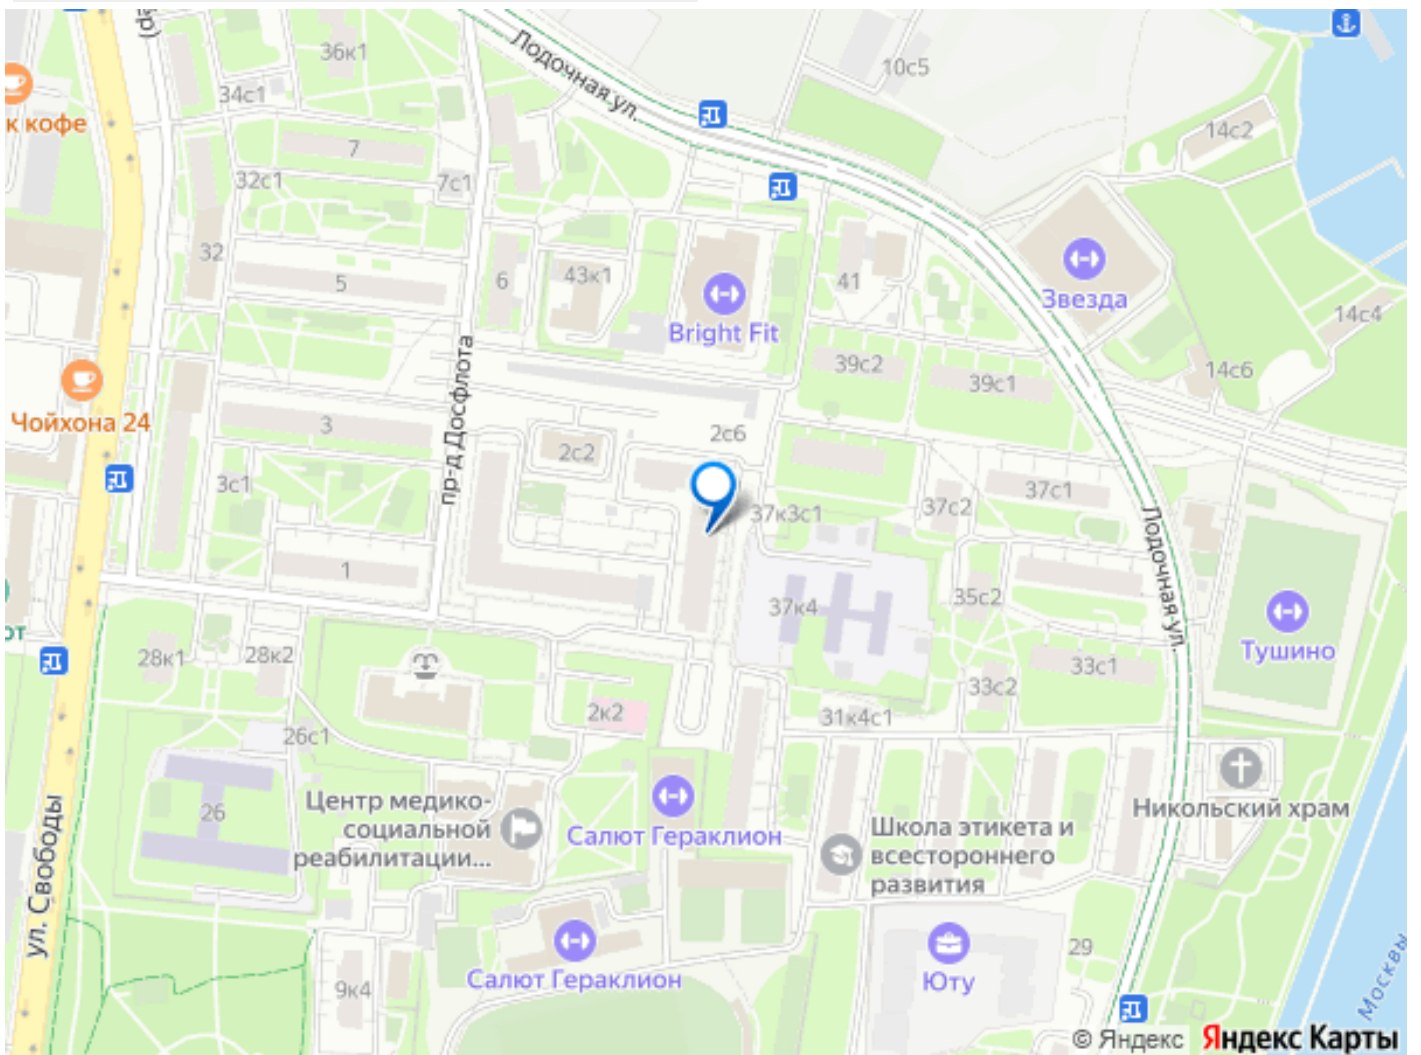 36к1
Лодочная ул.
10с5
34с1
к кофе
14с2
7
32с1
7с1
32
5
6
43к1
41
Звезда
Bright Fit
14с4
39с2
39с1
14с6
Чойхона 24
3
пр-д Досфлота
2с6
2с2
3с1
37с2
37с1
37к3с1
Лодочная ул.
1
37к4
35с2
от
28к1
28к2
Тушино
33с1
33с2
2к2
31к4с1
26с1
26
Центр медико-
социальной
реабилитации...
Салют Гераклион
Школа этикета и
всестороннего
развития
Никольский храм
ул. Свободы
Салют Гераклион
9к4
Юту
29
Москвы
© Яндекс Яндекс Карты